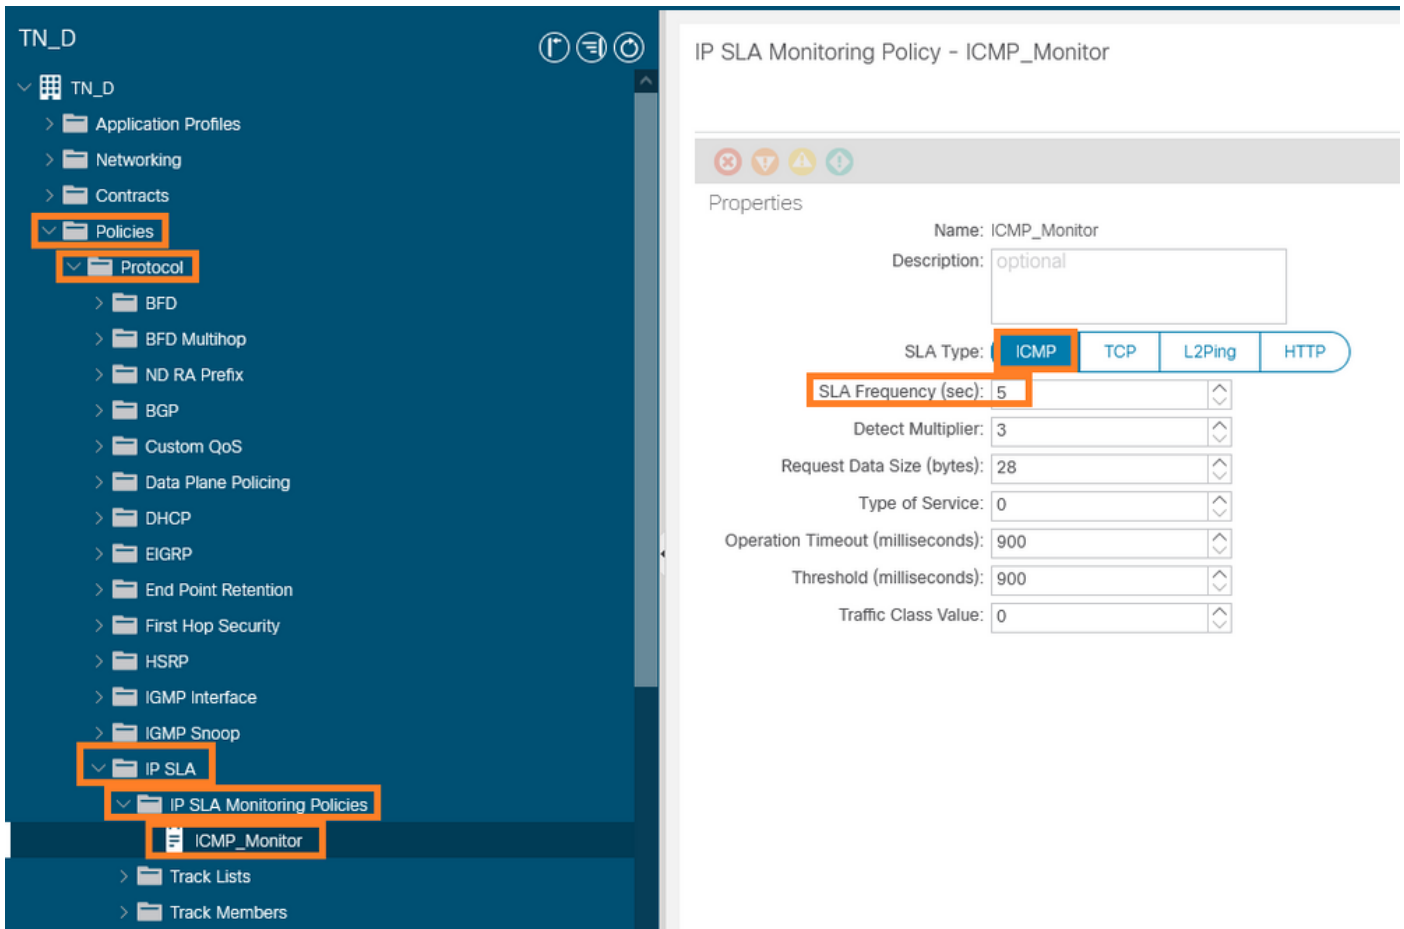 TN_D
TN_D
Application Profiles
Networking
Contracts
Policies
Protocol
BFD
BFD Multihop
ND RA Prefix
BGP
Custom QoS
Data Plane Policing
DHCP
EIGRP
End Point Retention
First Hop Security
HSRP
IGMP Interface
IGMP Snoop
IP SLA
IP SLA Monitoring Policies
ICMP_Monitor
Track Lists
Track Members
IP SLA Monitoring Policy - ICMP_Monitor
Properties
Name: ICMP_Monitor
Description: optional
SLA Type: ICMP TCP L2Ping HTTP
SLA Frequency (sec): 5
Detect Multiplier: 3
Request Data Size (bytes): 28
Type of Service: 0
Operation Timeout (milliseconds): 900
Threshold (milliseconds): 900
Traffic Class Value: 0